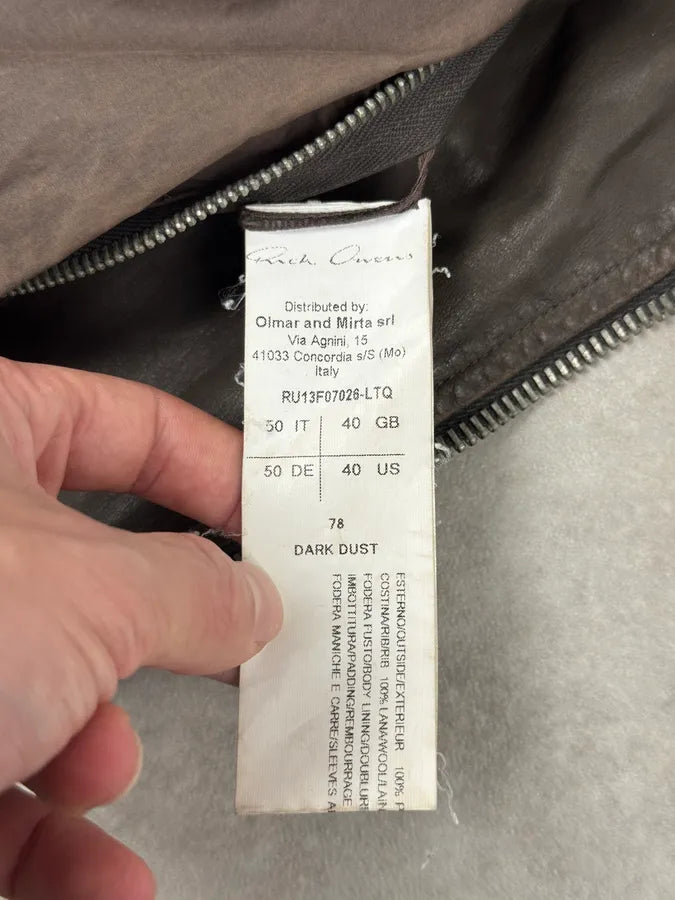 Rick Owens
Distributed by:
Olmar and Mirta srl
Via Agnini, 15
41033 Concordia s/S (Mo)
Italy
RU13F07026-LTQ
50 IT 40 GB
50 DE 40 US
78
DARK DUST
ESTERNO/OUTSIDE/EXTERIEUR 100% P
COSTINA/RIB/RIB 100% LANA/WOOL/LAIN
FODERA FUSTO/BODY LINING/DOUBLURE
IMBOTTITURA/PADDING/REMBOURRAGE
FODERA MANICHE E CARRE/SLEEVES A